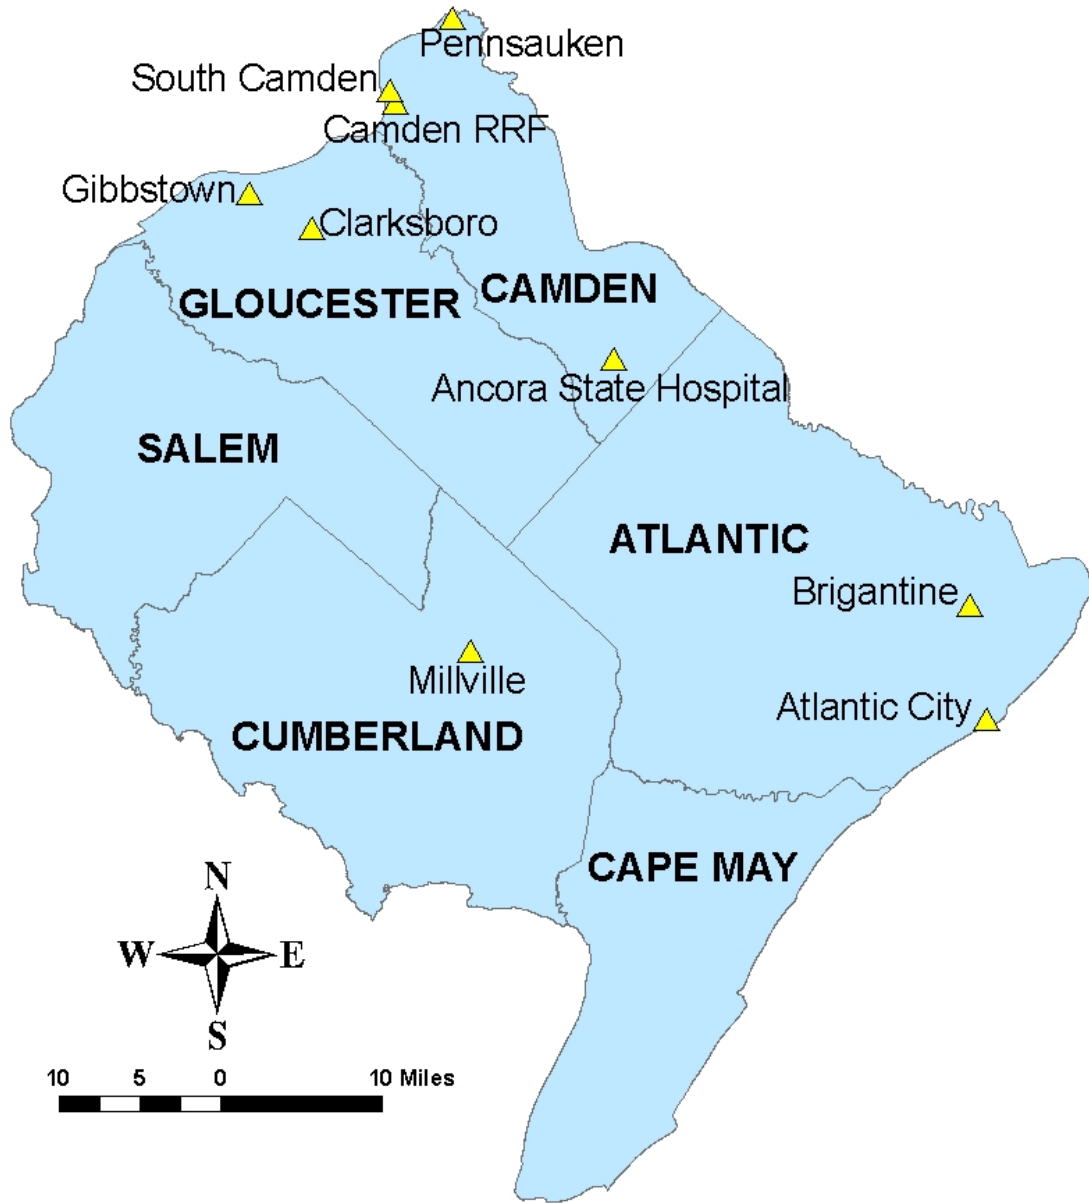 Pennsauken
South Camden
Camden RRF
Gibbstown
Clarksboro
CAMDEN
GLOUCESTER
Ancora State Hospital
SALEM
ATLANTIC
Brigantine
Millville
Atlantic City
CUMBERLAND
CAPE MAY
N
W E
S
10 5 0 10 Miles